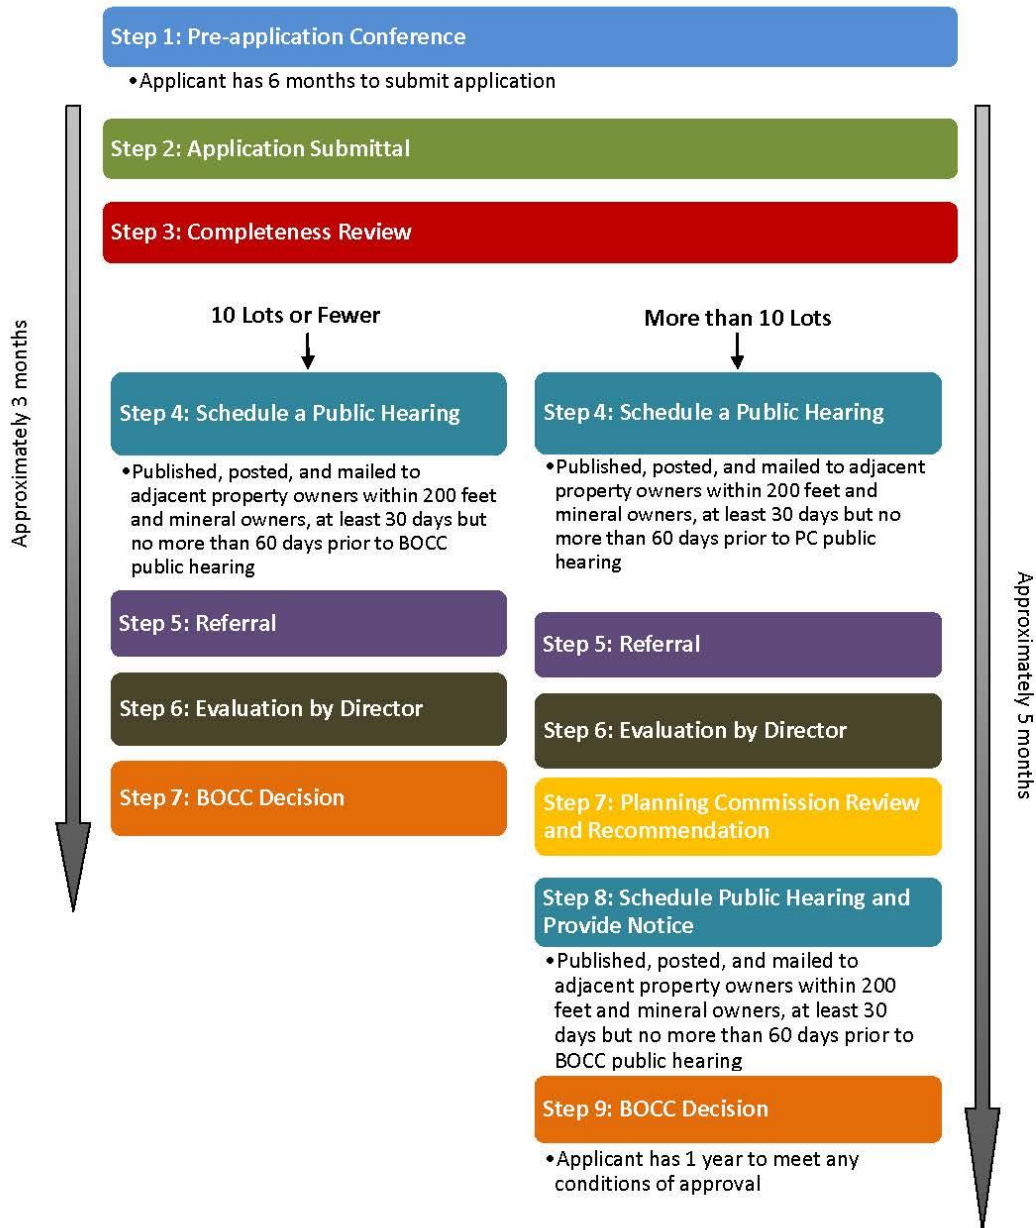 Step 1: Pre-application Conference
•Applicant has 6 months to submit application
Step 2: Application Submittal
Step 3: Completeness Review
Approximately 3 months
10 Lots or Fewer
Step 4: Schedule a Public Hearing
•Published, posted, and mailed to
adjacent property owners within 200 feet
and mineral owners, at least 30 days but
no more than 60 days prior to BOCC
public hearing
Step 5: Referral
Step 6: Evaluation by Director
Step 7: BOCC Decision
More than 10 Lots
Step 4: Schedule a Public Hearing
•Published, posted, and mailed to adjacent
property owners within 200 feet and
mineral owners, at least 30 days but no
more than 60 days prior to PC public
hearing
Step 5: Referral
Step 6: Evaluation by Director
Step 7: Planning Commission Review
and Recommendation
Step 8: Schedule Public Hearing and
Provide Notice
•Published, posted, and mailed to
adjacent property owners within 200
feet and mineral owners, at least 30
days but no more than 60 days prior to
BOCC public hearing
Step 9: BOCC Decision
•Applicant has 1 year to meet any
conditions of approval
Approximately 5 months